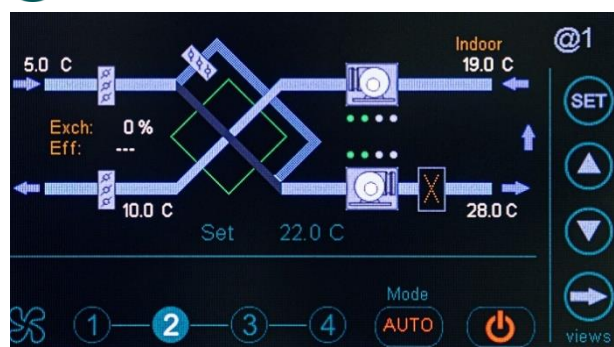 @1
Indoor
5.0 C
19.0 C
SET
Exch: 0 %
Eff: ---
10.0 C
28.0 C
Set 22.0 C
Mode
1 2 3 4
AUTO
views